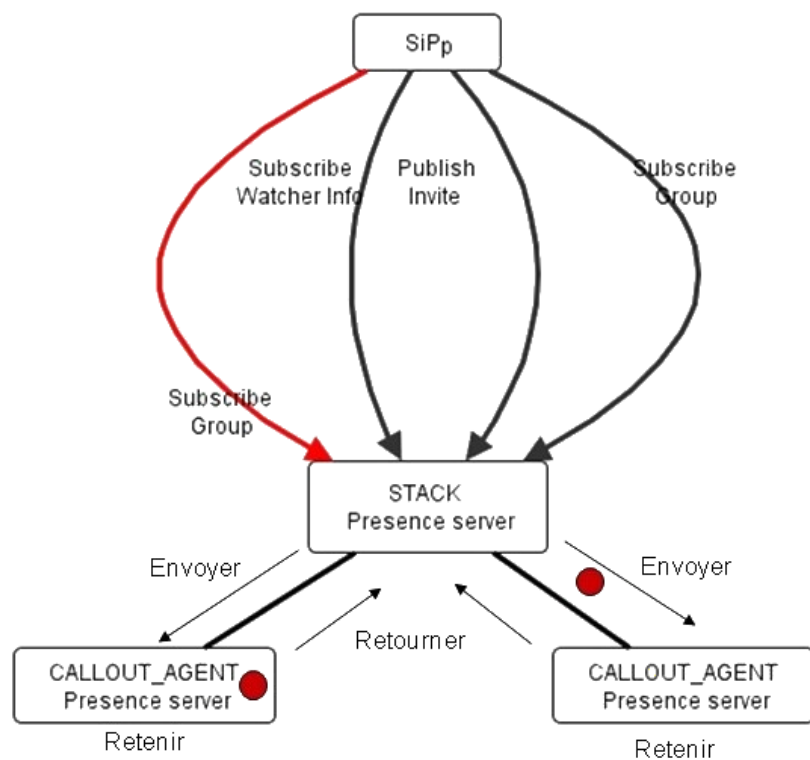 SiPp
Subscribe
Watcher Info
Publish
Invite
Subscribe
Group
Subscribe
Group
STACK
Presence server
Envoyer
Envoyer
Retourner
CALLOUT_AGENT
Presence server
CALLOUT_AGENT
Presence server
Retenir
Retenir